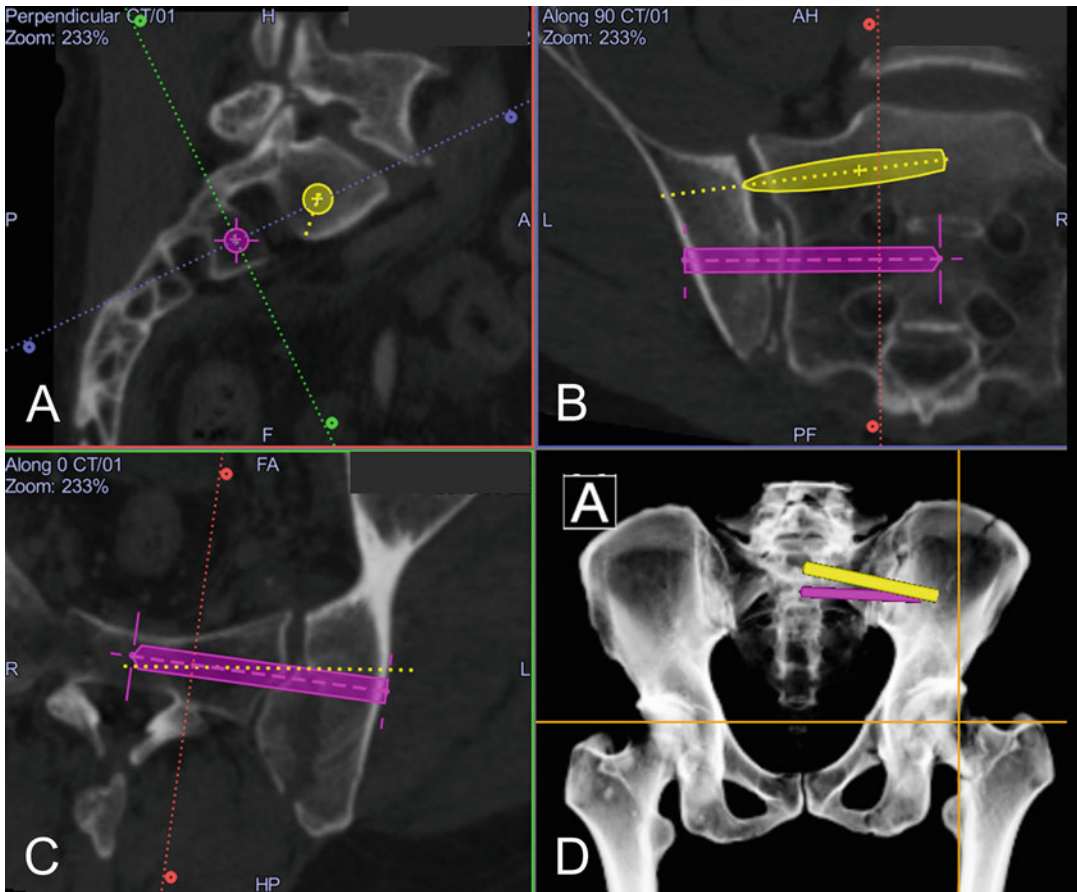 Perpendicular CT/01
Zoom: 233%
H
P
A
F
A
Along 90 CT/01
Zoom: 233%
AH
L
R
PF
B
Along 0 CT/01
Zoom: 233%
FA
R
L
HP
C
A
D